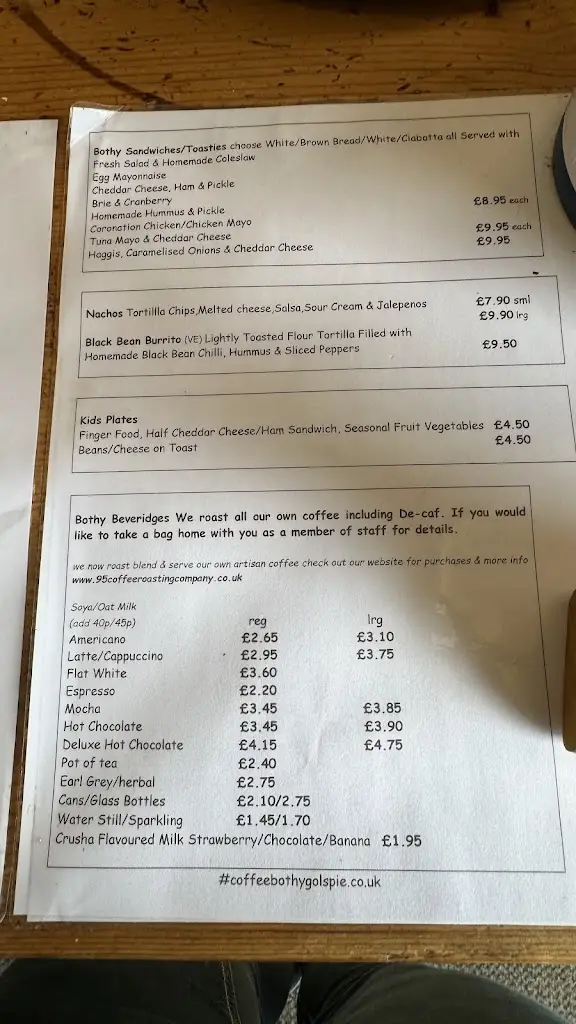 Bothy Sandwiches/Toasties choose White/Brown Bread/White/Ciabatta all Served with
Fresh Salad & Homemade Coleslaw
Egg Mayonnaise
Cheddar Cheese, Ham & Pickle
Brie & Cranberry £8.95 each
Homemade Hummus & Pickle
Coronation Chicken/Chicken Mayo £9.95 each
Tuna Mayo & Cheddar Cheese £9.95
Haggis, Caramelised Onions & Cheddar Cheese
Nachos Tortillla Chips,Melted cheese,Salsa,Sour Cream & Jalepenos £7.90 sml
£9.90 lrg
Black Bean Burrito (VE) Lightly Toasted Flour Tortilla Filled with
Homemade Black Bean Chilli, Hummus & Sliced Peppers £9.50
Kids Plates
Finger Food, Half Cheddar Cheese/Ham Sandwich, Seasonal Fruit Vegetables £4.50
Beans/Cheese on Toast £4.50
Bothy Beveridges We roast all our own coffee including De-caf. If you would
like to take a bag home with you as a member of staff for details.
we now roast blend & serve our own artisan coffee check out our website for purchases & more info
www.95coffeeroastingcompany.co.uk
Soya/Oat Milk
(add 40p/45p) reg lrg
Americano £2.65 £3.10
Latte/Cappuccino £2.95 £3.75
Flat White £3.60
Espresso £2.20
Mocha £3.45 £3.85
Hot Chocolate £3.45 £3.90
Deluxe Hot Chocolate £4.15 £4.75
Pot of tea £2.40
Earl Grey/herbal £2.75
Cans/Glass Bottles £2.10/2.75
Water Still/Sparkling £1.45/1.70
Crusha Flavoured Milk Strawberry/Chocolate/Banana £1.95
#coffeebothygolspie.co.uk